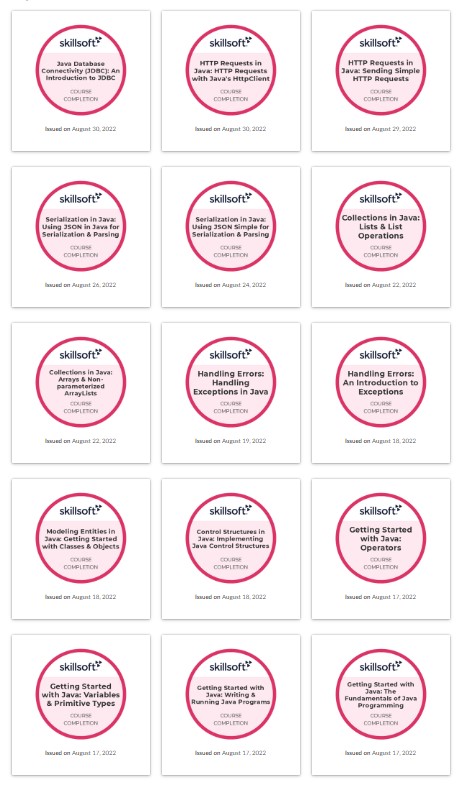 skillsoft
Java Database
Connectivity (JDBC): An
Introduction to JDBC
COURSE
COMPLETION
Issued on August 30, 2022
skillsoft
HTTP Requests in
Java: HTTP Requests
with Java's HttpClient
COURSE
COMPLETION
Issued on August 30, 2022
skillsoft
HTTP Requests in
Java: Sending Simple
HTTP Requests
COURSE
COMPLETION
Issued on August 29, 2022
skillsoft
Serialization in Java:
Using JSON in Java for
Serialization & Parsing
COURSE
COMPLETION
Issued on August 26, 2022
skillsoft
Serialization in Java:
Using JSON Simple for
Serialization & Parsing
COURSE
COMPLETION
Issued on August 24, 2022
skillsoft
Collections in Java:
Lists & List
Operations
COURSE
COMPLETION
Issued on August 22, 2022
skillsoft
Collections in Java:
Arrays & Non-
parameterized
ArrayLists
COURSE
COMPLETION
Issued on August 22, 2022
skillsoft
Handling Errors:
Handling
Exceptions in Java
COURSE
COMPLETION
Issued on August 19, 2022
skillsoft
Handling Errors:
An Introduction to
Exceptions
COURSE
COMPLETION
Issued on August 18, 2022
skillsoft
Modeling Entities in
Java: Getting Started
with Classes & Objects
COURSE
COMPLETION
Issued on August 18, 2022
skillsoft
Control Structures in
Java: Implementing
Java Control Structures
COURSE
COMPLETION
Issued on August 18, 2022
skillsoft
Getting Started
with Java:
Operators
COURSE
COMPLETION
Issued on August 17, 2022
skillsoft
Getting Started
with Java: Variables
& Primitive Types
COURSE
COMPLETION
Issued on August 17, 2022
skillsoft
Getting Started with
Java: Writing &
Running Java Programs
COURSE
COMPLETION
Issued on August 17, 2022
skillsoft
Getting Started with
Java: The
Fundamentals of Java
Programming
COURSE
COMPLETION
Issued on August 17, 2022